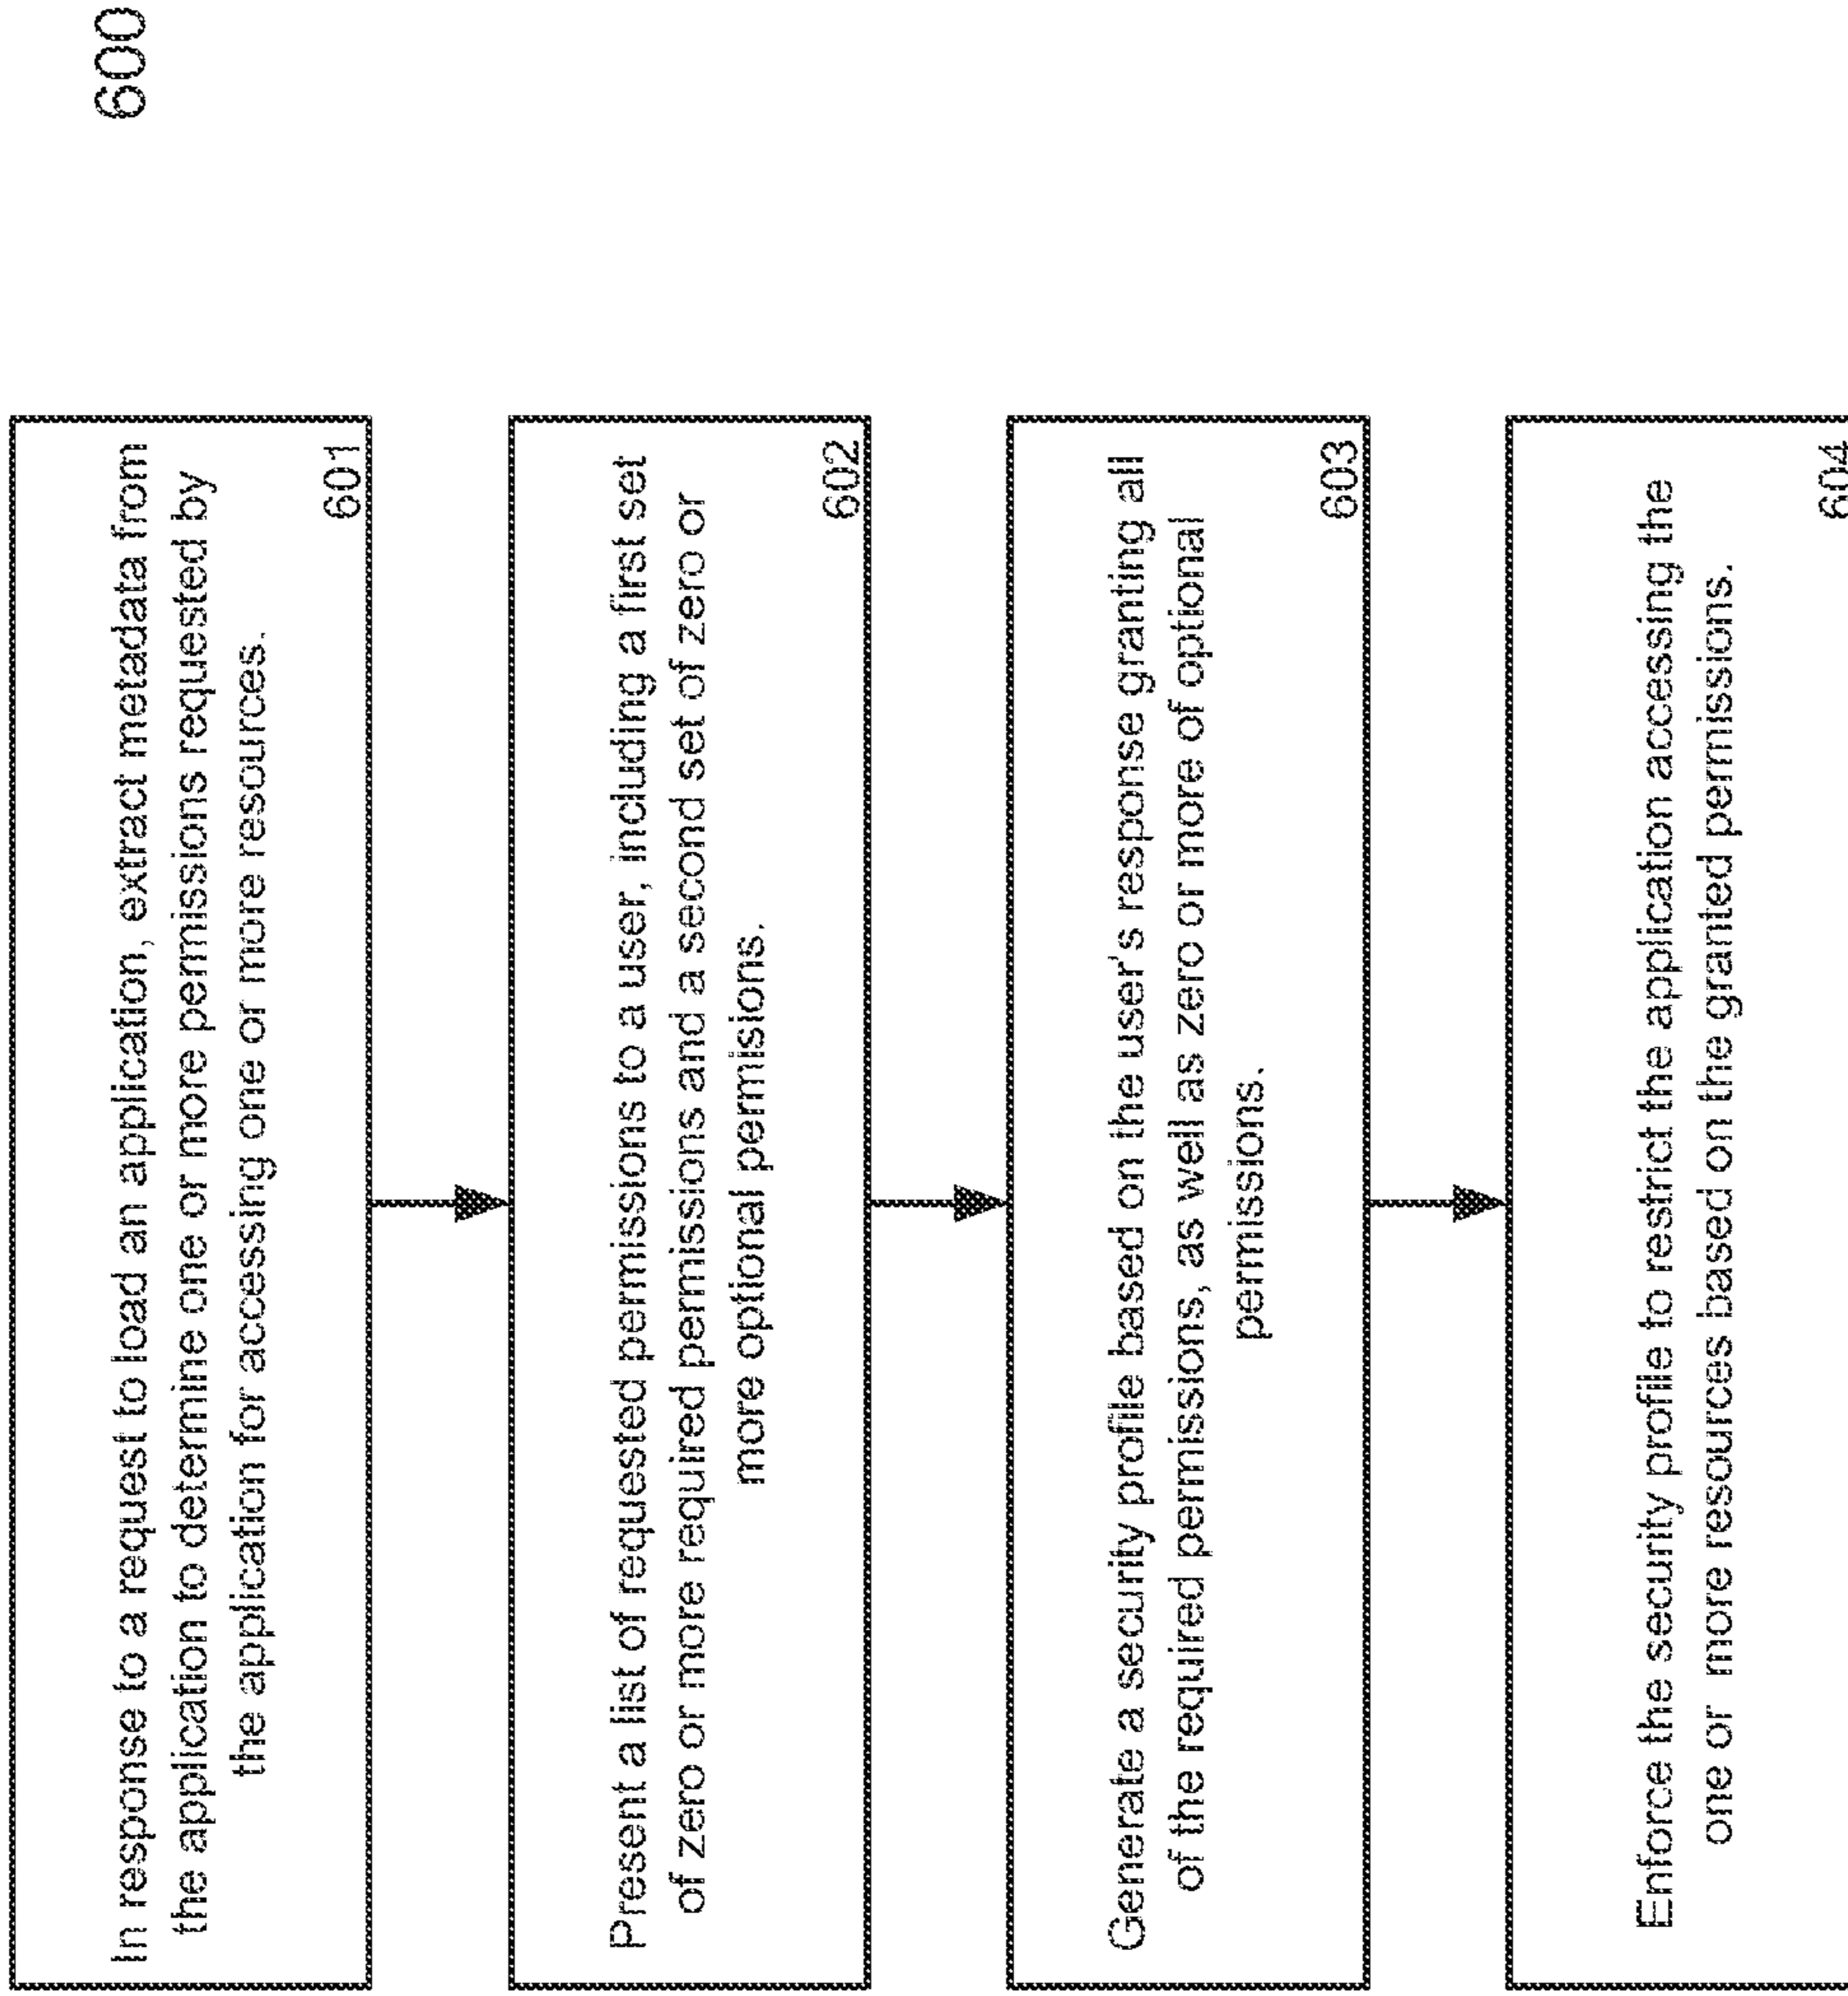 600
In response to a request to load an application, extract metadata from
the application to determine one or more permissions requested by
the application for accessing one or more resources.
601
Present a list of requested permissions to a user, including a first set
of zero or more required permissions and a second set of zero or
more optional permisions.
602
Generate a security profile based on the user's response granting all
of the required permissions, as well as zero or more of optional
permissions.
603
Enforce the security profile to restrict the application accessing the
one or more resources based on the granted permissions.
604